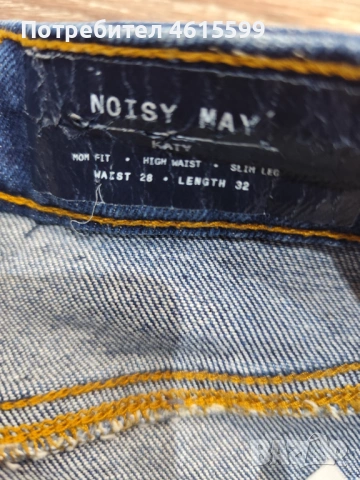 Потребител 4615599
NOISY MAY
KATY
MOM FIT • HIGH WAIST • SLIM LEG
WAIST 28 • LENGTH 32